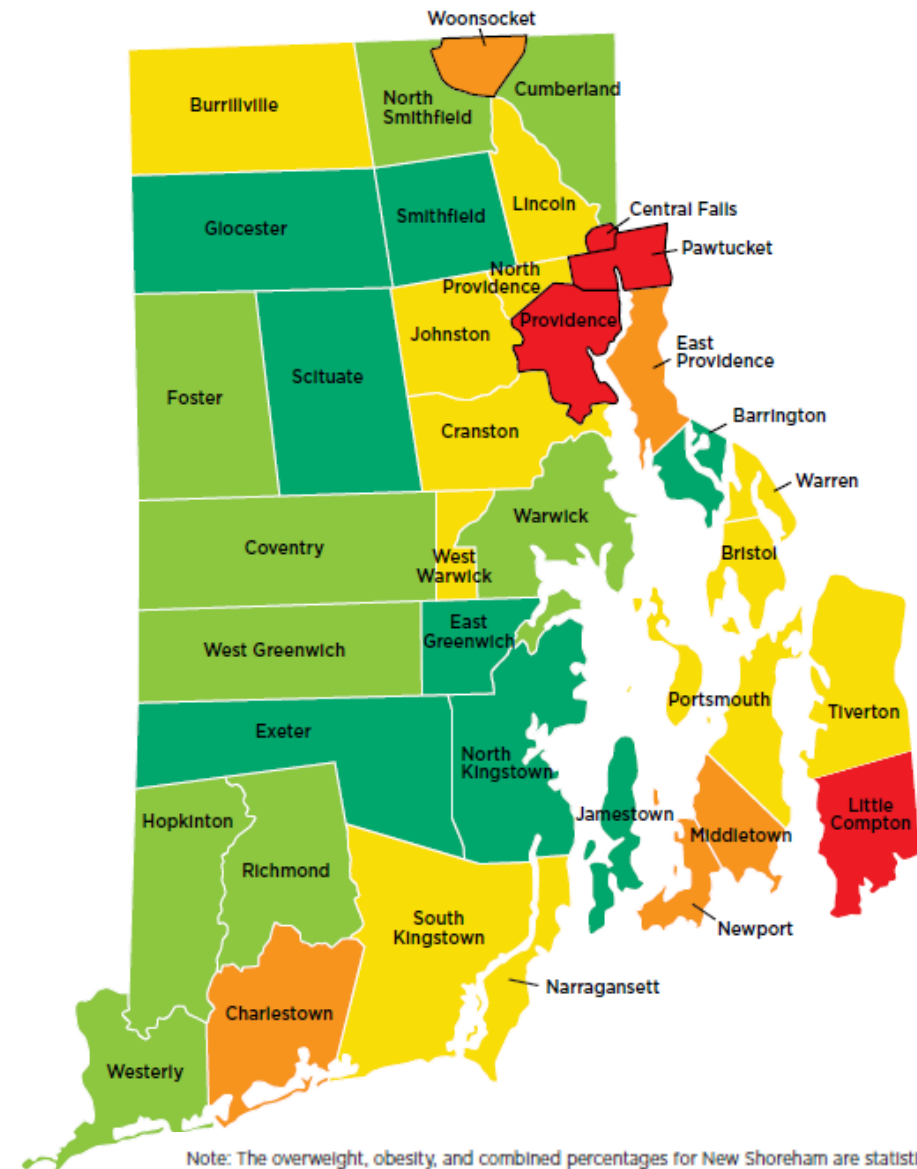 Woonsocket
Burrillville
North
Smithfield
Cumberland
Glocester
Smithfield
Lincoln
Central Falls
Pawtucket
North
Providence
Johnston
Providence
East
Providence
Foster
Scituate
Cranston
Barrington
Warren
Coventry
West
Warwick
Warwick
Bristol
West Greenwich
East
Greenwich
Portsmouth
Tiverton
Exeter
North
Kingstown
Jamestown
Middletown
Little
Compton
Hopkinton
Richmond
South
Kingstown
Newport
Narragansett
Charlestown
Westerly
Note: The overweight, obesity, and combined percentages for New Shoreham are statisti